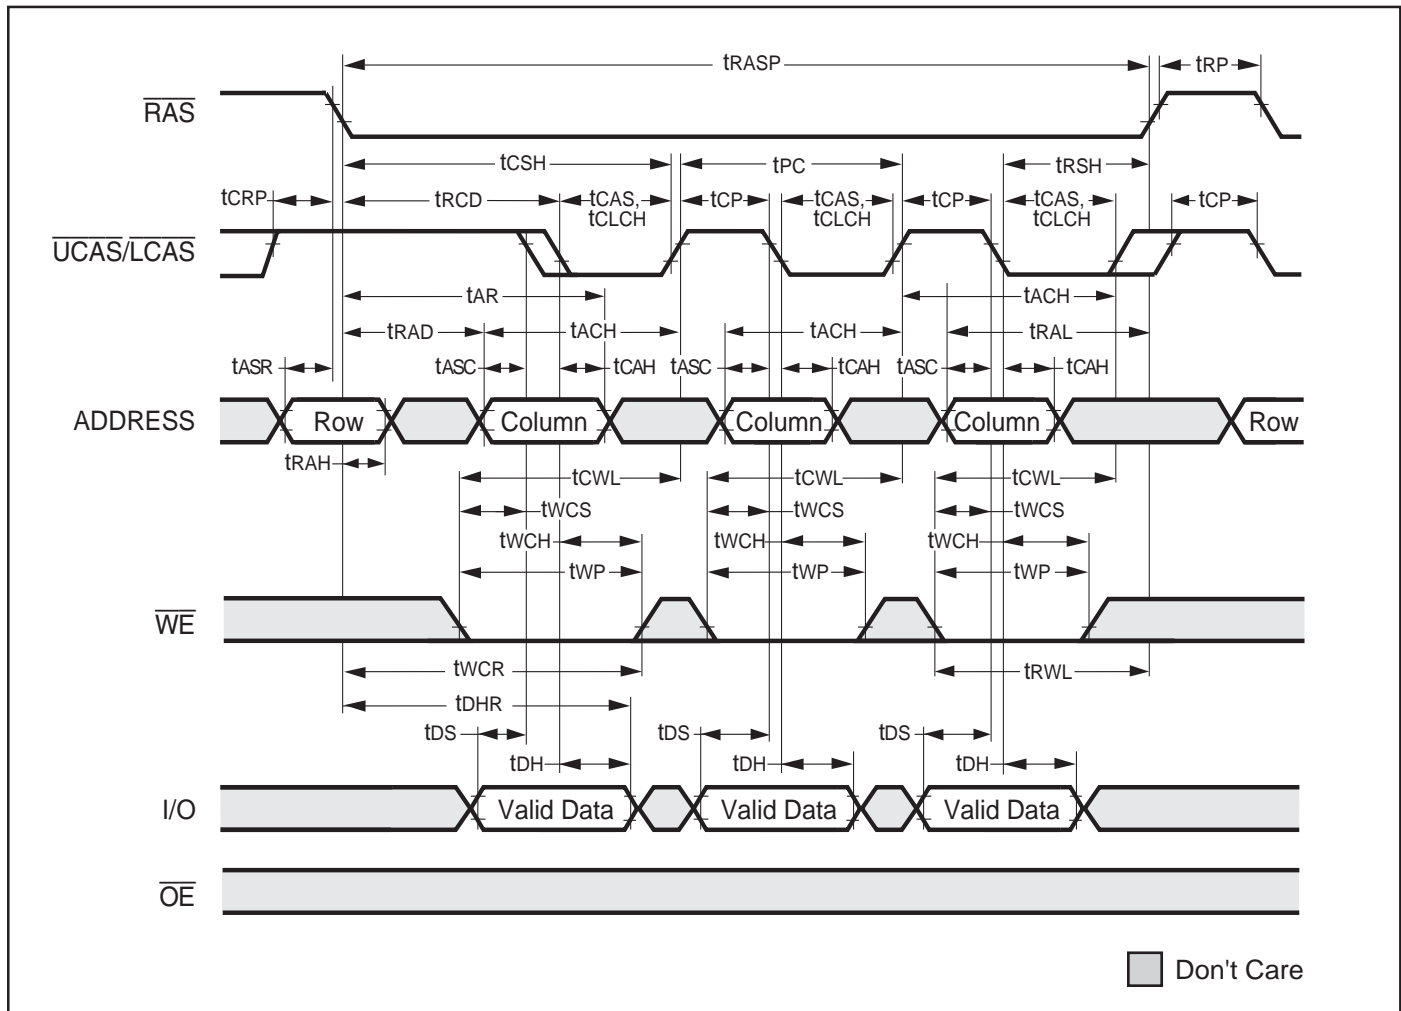 tRASP tRP
RAS
tCSH tPC tRSH
tCRP tRCD tCAS, tCLCH tCP tCAS, tCLCH tCP tCAS, tCLCH tCP
UCAS/LCAS
tAR tACH
tRAD tACH tACH tRAL
tASR tASC tCAH tASC tCAH tASC tCAH
ADDRESS Row Column Column Column Row
tRAH
tCWL tCWL tCWL
tWCS tWCS tWCS
tWCH tWCH tWCH
tWP tWP tWP
WE
tWCR tRWL
tDHR
tDS tDS tDS
tDH tDH tDH
I/O Valid Data Valid Data Valid Data
OE
Don't Care